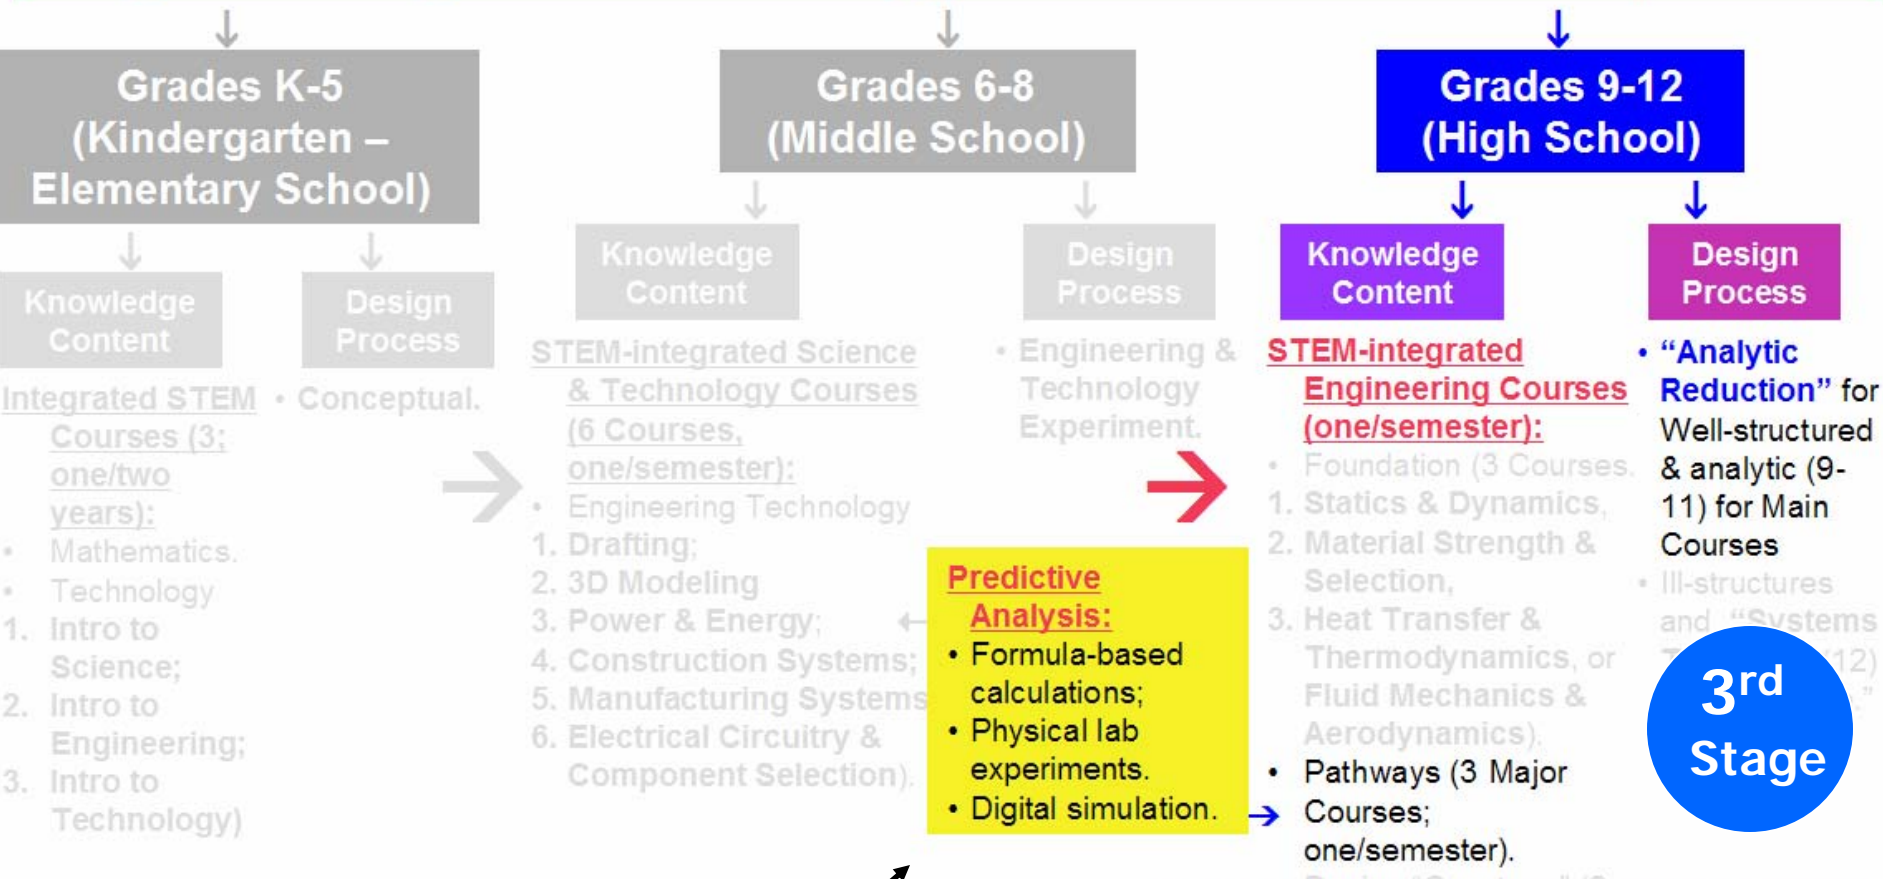 Grades K-5
(Kindergarten –
Elementary School)
Knowledge
Content
Design
Process
Integrated STEM
Courses (3;
one/two
years):
• Mathematics.
• Technology
1. Intro to
Science;
2. Intro to
Engineering;
3. Intro to
Technology)
• Conceptual.
Grades 6-8
(Middle School)
Knowledge
Content
Design
Process
STEM-integrated Science
& Technology Courses
(6 Courses,
one/semester):
• Engineering Technology
1. Drafting;
2. 3D Modeling
3. Power & Energy;
4. Construction Systems;
5. Manufacturing Systems
6. Electrical Circuitry &
Component Selection).
• Engineering &
Technology
Experiment.
Predictive
Analysis:
• Formula-based
calculations;
• Physical lab
experiments.
• Digital simulation.
Grades 9-12
(High School)
Knowledge
Content
Design
Process
STEM-integrated
Engineering Courses
(one/semester):
• Foundation (3 Courses.
1. Statics & Dynamics,
2. Material Strength &
Selection,
3. Heat Transfer &
Thermodynamics, or
Fluid Mechanics &
Aerodynamics).
• Pathways (3 Major
Courses;
one/semester).
• “Analytic
Reduction” for
Well-structured
& analytic (9-
11) for Main
Courses
• Ill-structures
and “Systems
12)
3rd
Stage